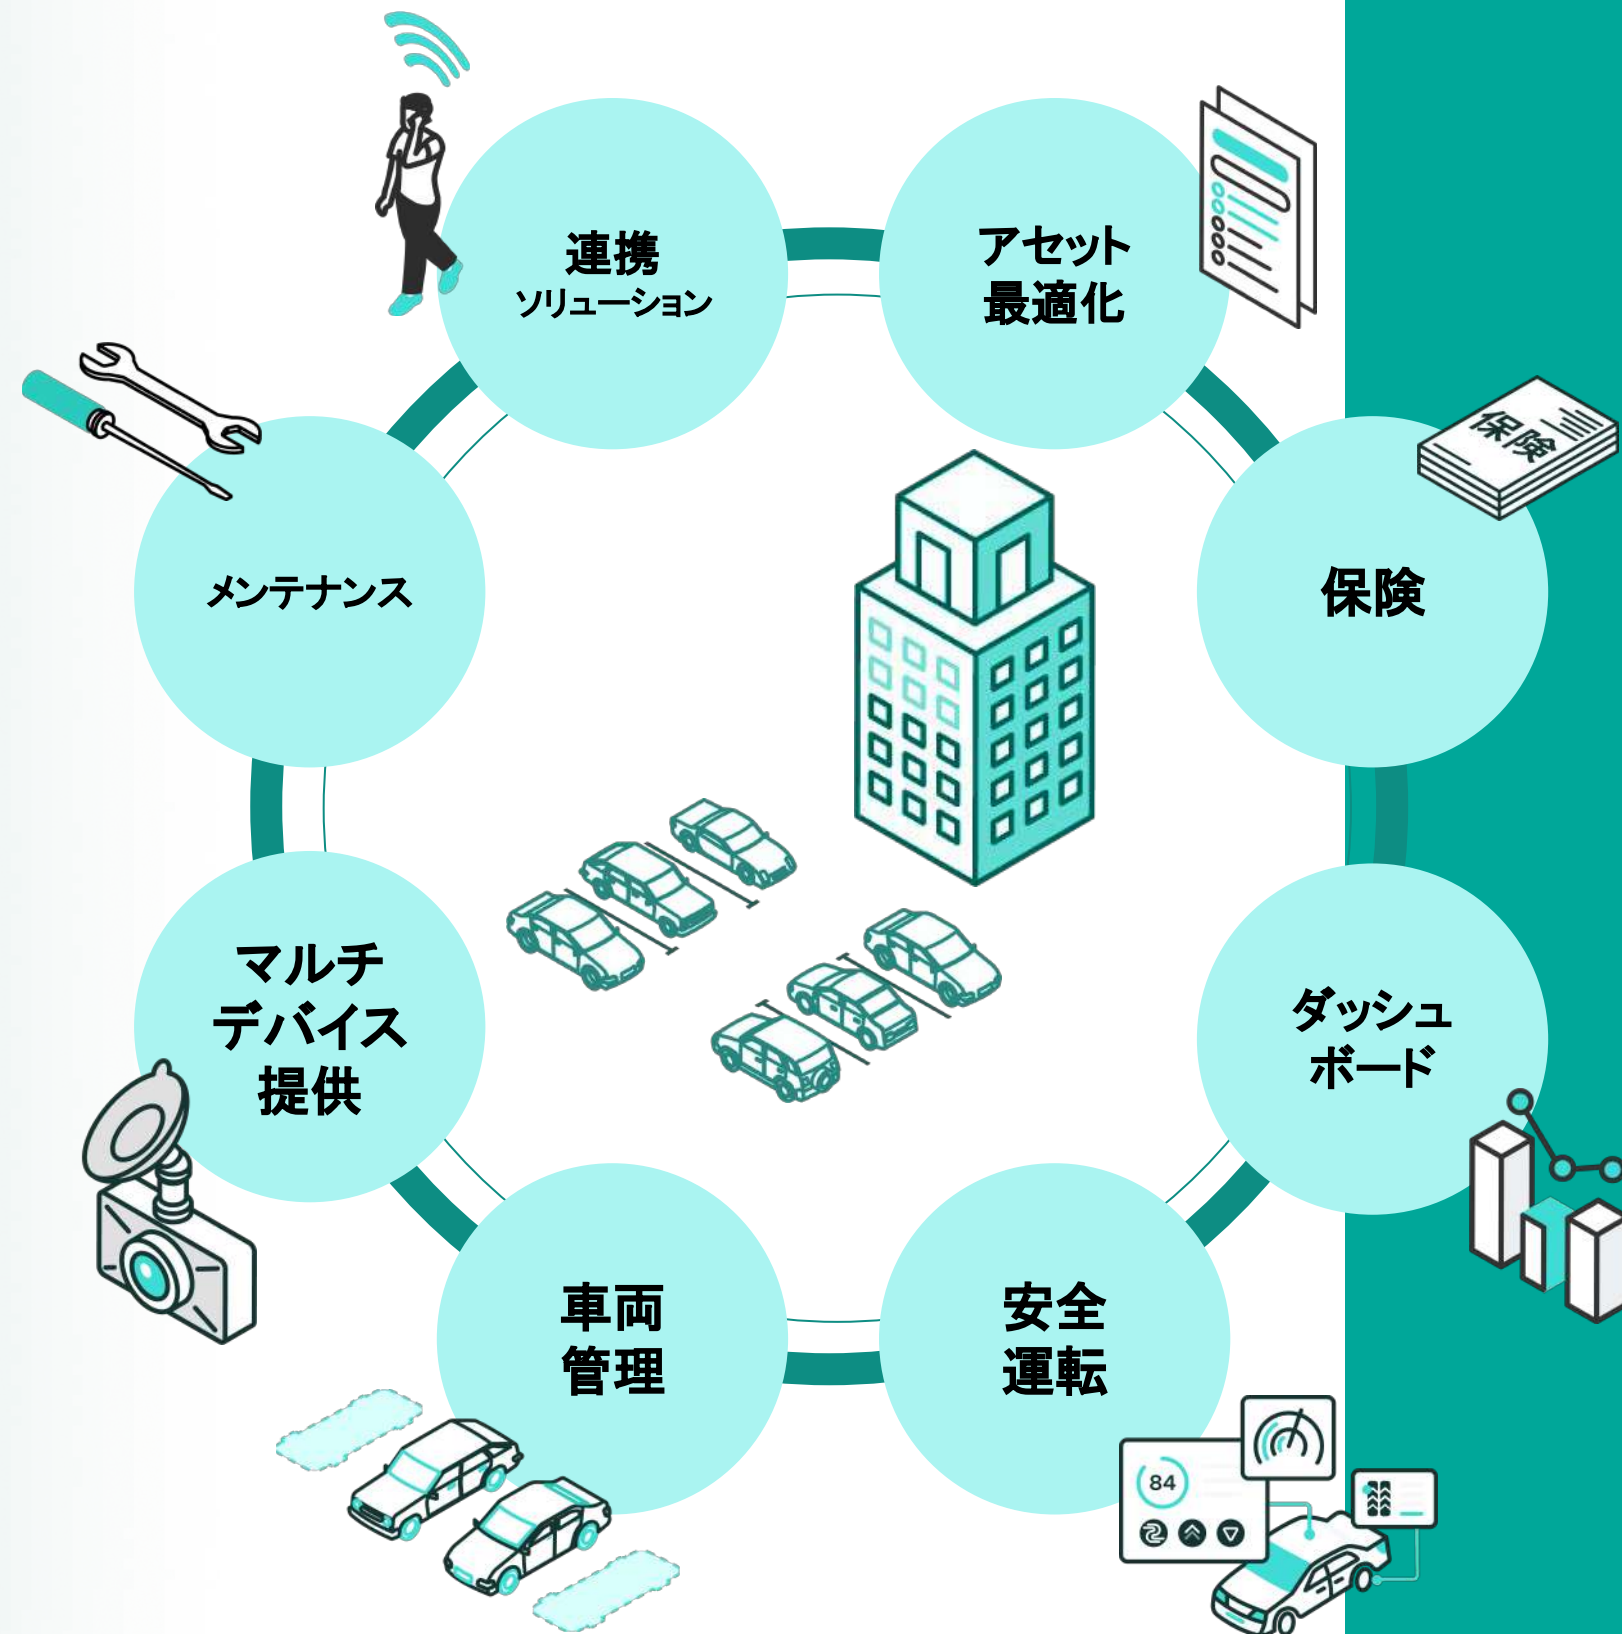 連携
ソリューション
アセット
最適化
保険
保険
メンテナンス
マルチ
デバイス
提供
ダッシュ
ボード
車両
管理
安全
運転
84